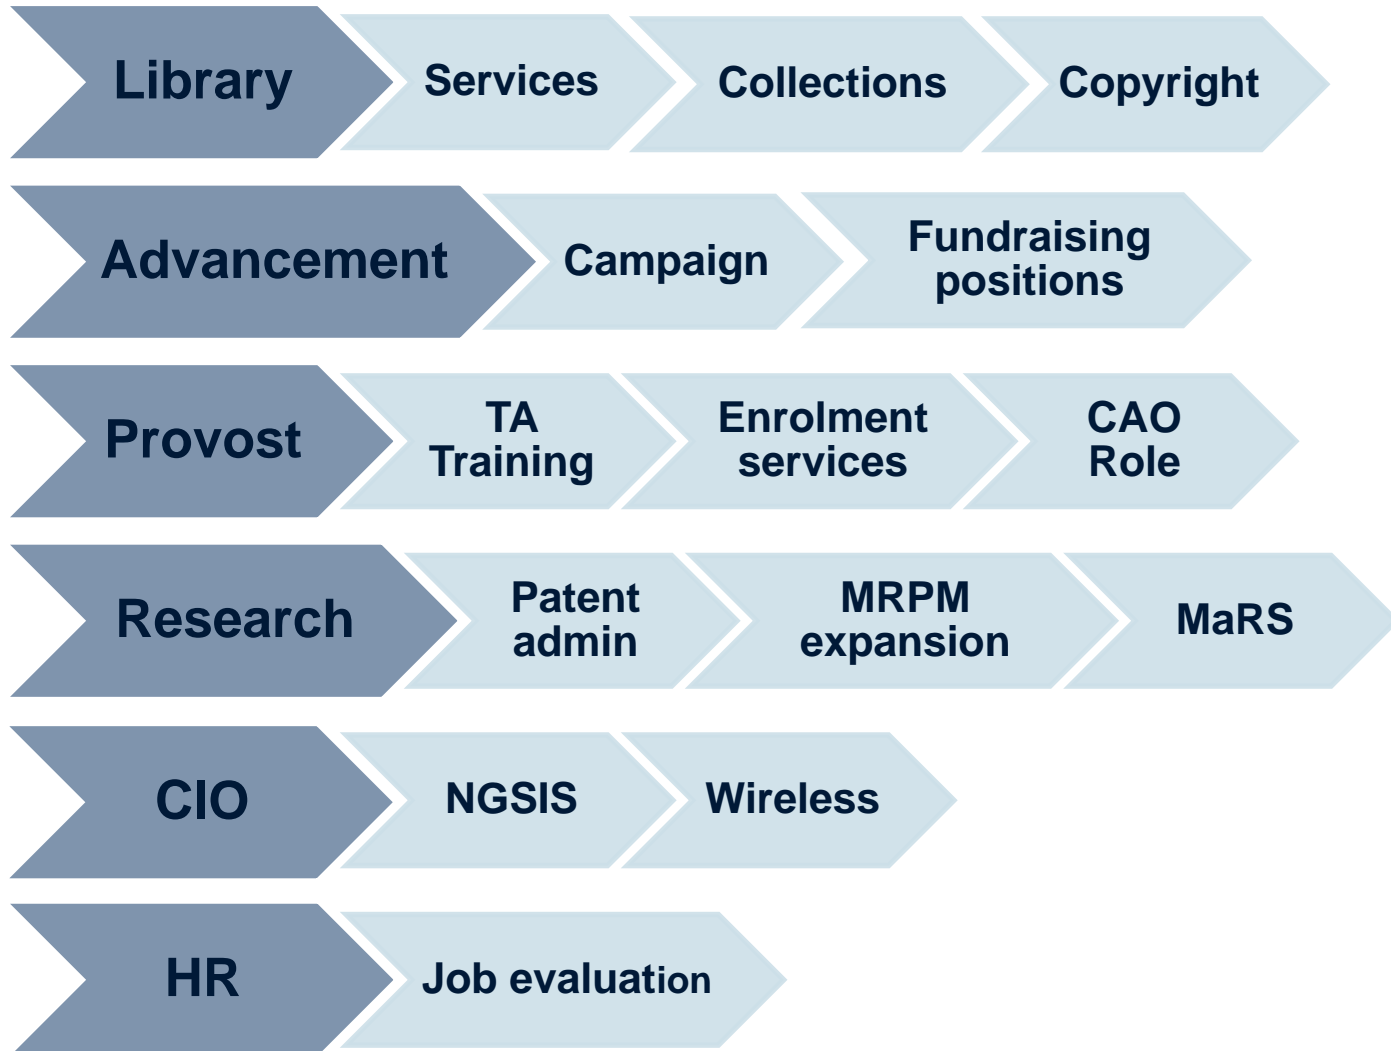 Library
Services
Collections
Copyright
Advancement
Campaign
Fundraising
positions
Provost
TA
Training
Enrolment
services
CAO
Role
Research
Patent
admin
MRPM
expansion
MaRS
CIO
NGSIS
Wireless
HR
Job evaluation